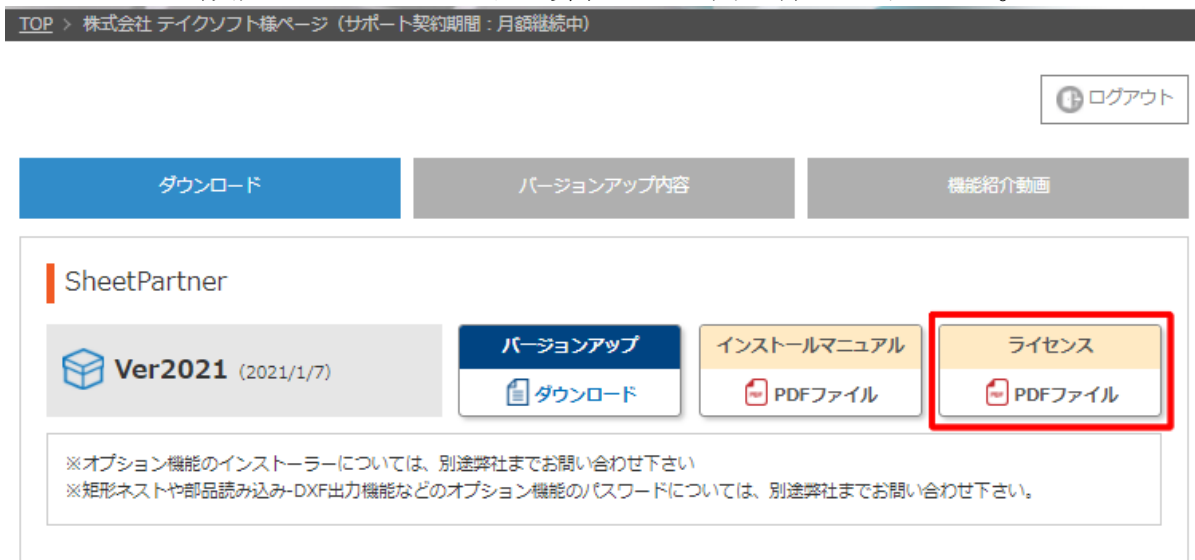 TOP > 株式会社 テイクソフト様ページ（サポート契約期間：月額継続中）
ログアウト
ダウンロード
バージョンアップ内容
機能紹介動画
SheetPartner
Ver2021 (2021/1/7)
バージョンアップ
ダウンロード
インストールマニュアル
PDFファイル
ライセンス
PDFファイル
※オプション機能のインストーラーについては、別途弊社までお問い合わせ下さい
※矩形ネストや部品読み込み-DXF出力機能などのオプション機能のパスワードについては、別途弊社までお問い合わせ下さい。